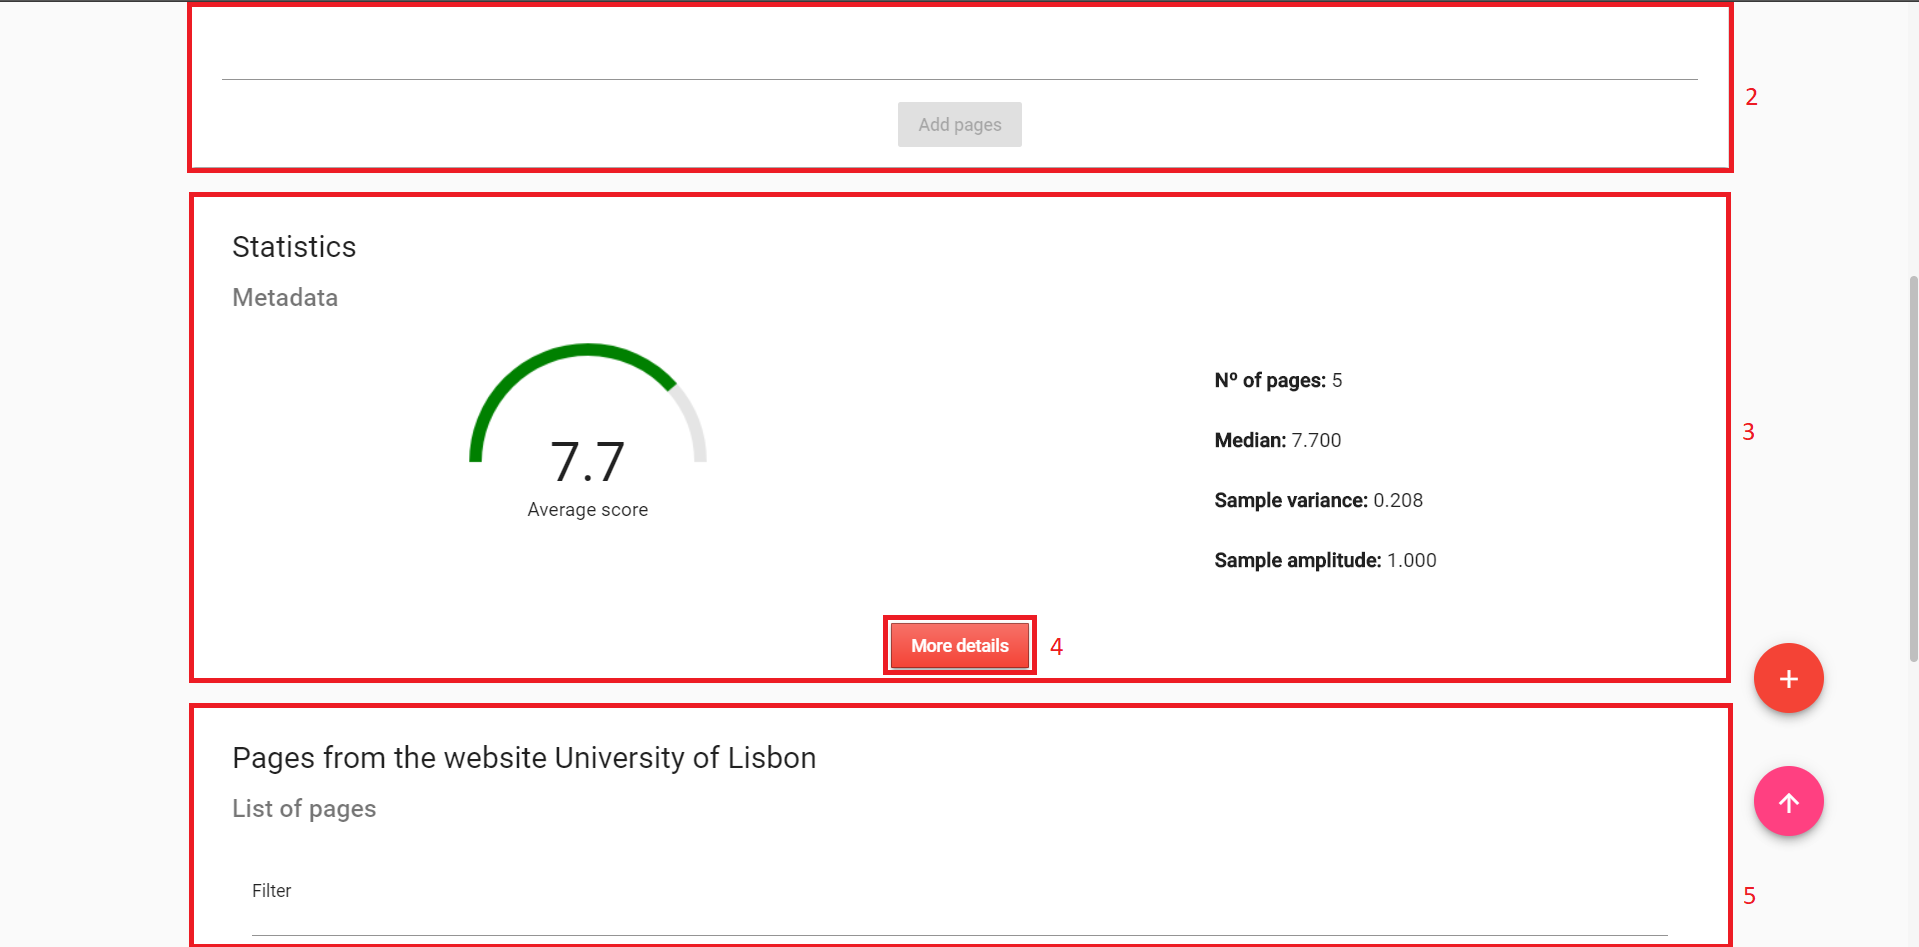 2
Add pages
Statistics
Metadata
7.7
Average score
Nº of pages: 5
Median: 7.700
Sample variance: 0.208
Sample amplitude: 1.000
3
More details
4
Pages from the website University of Lisbon
List of pages
Filter
5